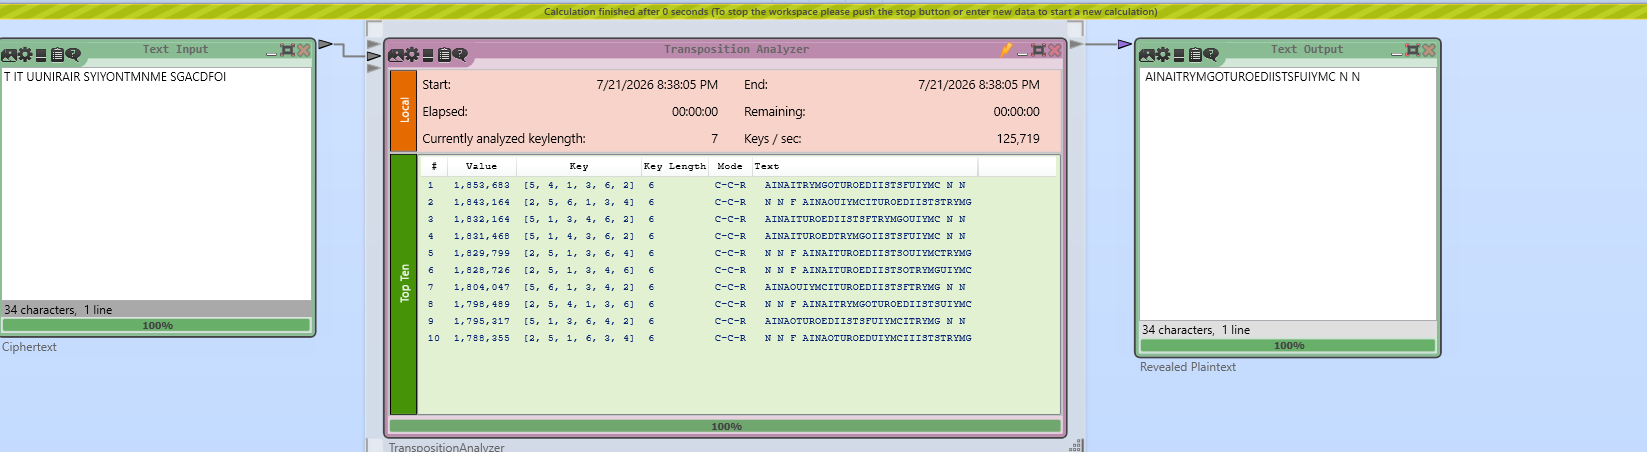 Calculation finished after 0 seconds (To stop the workspace please push the stop button or enter new data to start a new calculation)
Text Input
T IT UUNIRAIR SYIYONTMNME SGACDFOI
34 characters, 1 line
100%
Ciphertext
Transposition Analyzer
Local
Start: 7/21/2026 8:38:05 PM End: 7/21/2026 8:38:05 PM
Elapsed: 00:00:00 Remaining: 00:00:00
Currently analyzed keylength: 7 Keys / sec: 125,719
Top Ten
# Value Key Key Length Mode Text
1 1,853,683 [5, 4, 1, 3, 6, 2] 6 C-C-R AINAITRYMGOTUROEDIISTSFUIYMC N N
2 1,843,164 [2, 5, 6, 1, 3, 4] 6 C-C-R N N F AINAOUIYMCITUROEDIISTSTRYMG
3 1,832,164 [5, 1, 3, 4, 6, 2] 6 C-C-R AINAITUROEDIISTSFTRYMGOUIYMC N N
4 1,831,468 [5, 1, 4, 3, 6, 2] 6 C-C-R AINAITUROEDTRYMGOIISTSFUIYMC N N
5 1,829,799 [2, 5, 1, 3, 6, 4] 6 C-C-R N N F AINAITUROEDIISTSOUIYMCTRYMG
6 1,828,726 [2, 5, 1, 3, 4, 6] 6 C-C-R N N F AINAITUROEDIISTSOTRYMGUIYMC
7 1,804,047 [5, 6, 1, 3, 4, 2] 6 C-C-R AINAOUIYMCITUROEDIISTSFTRYMG N N
8 1,798,489 [2, 5, 4, 1, 3, 6] 6 C-C-R N N F AINAITRYMGOTUROEDIISTSUIYMC
9 1,795,317 [5, 1, 3, 6, 4, 2] 6 C-C-R AINAOTUROEDIISTSFUIYMCITRYMG N N
10 1,788,355 [2, 5, 1, 6, 3, 4] 6 C-C-R N N F AINAOTUROEDUIYMCIIISTSTRYMG
100%
TranspositionAnalyzer
Text Output
AINAITRYMGOTUROEDIISTSFUIYMC N N
34 characters, 1 line
100%
Revealed Plaintext